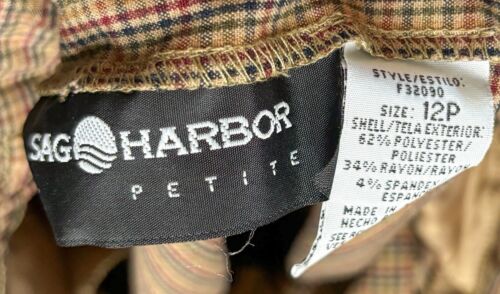 SAG HARBOR
PETITE
STYLE/ESTILO:
F32090
SIZE: 12P
SHELL/TELA EXTERIOR:
62% POLYESTER/
POLIESTER
34% RAYON/RAYON
4% SPANDEX
MADE IN
HECHO